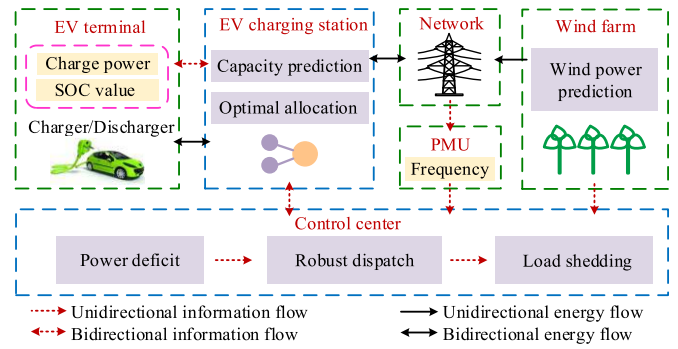 EV terminal
Charge power
SOC value
Charger/Discharger
EV charging station
Capacity prediction
Optimal allocation
Network
PMU
Frequency
Wind farm
Wind power
prediction
Control center
Power deficit
Robust dispatch
Load shedding
Unidirectional information flow
Unidirectional energy flow
Bidirectional information flow
Bidirectional energy flow